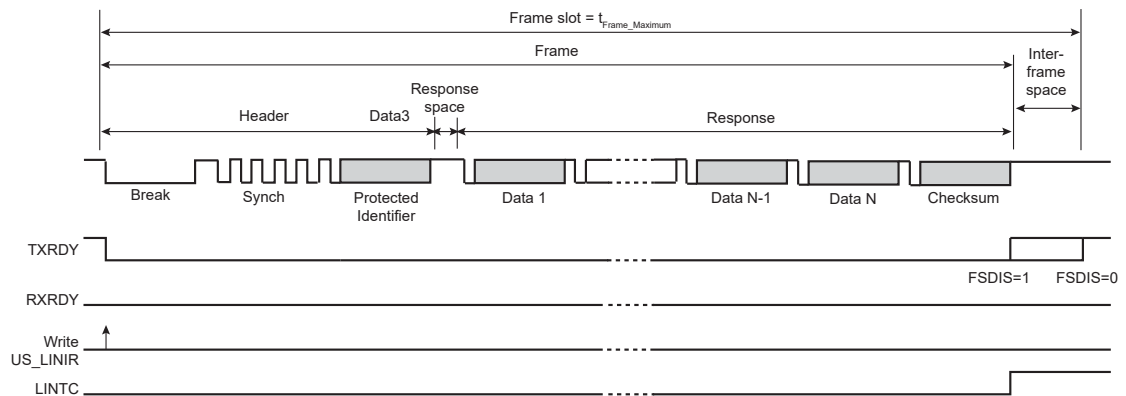 Frame slot = tFrame_Maximum
Frame
Inter-
frame
space
Response
space
Header
Data3
Response
Break
Synch
Protected
Identifier
Data 1
Data N-1
Data N
Checksum
TXRDY
FSDIS=1
FSDIS=0
RXRDY
Write
US_LINIR
LINTC